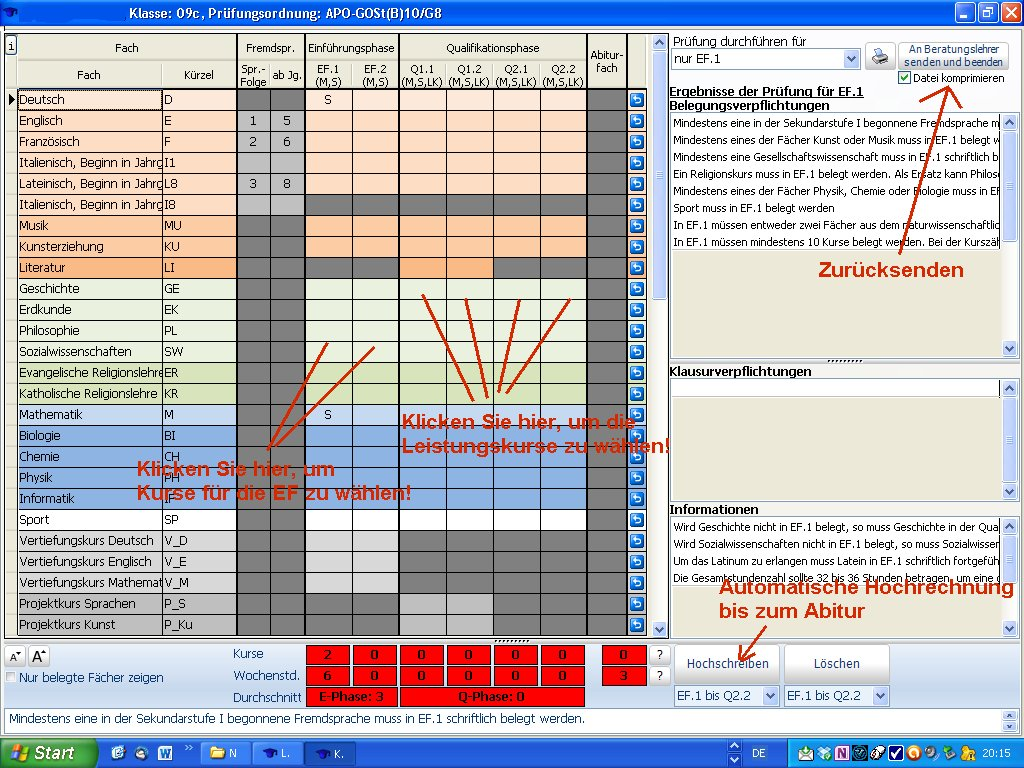 Klasse: 09c, Prüfungsordnung: APO-GOSt(B)10/G8
i
Fach
Fremdspr.
Einführungsphase
Qualifikationsphase
Abitur-
fach
Fach
Kürzel
Spr.-
Folge
ab Jg.
EF.1
(M,S)
EF.2
(M,S)
Q1.1
(M,S,LK)
Q1.2
(M,S,LK)
Q2.1
(M,S,LK)
Q2.2
(M,S,LK)
Deutsch D S
Englisch E 1 5
Französisch F 2 6
Italienisch, Beginn in Jahrg I1
Lateinisch, Beginn in Jahrg L8 3 8
Italienisch, Beginn in Jahrg I8
Musik MU
Kunsterziehung KU
Literatur LI
Geschichte GE
Erdkunde EK
Philosophie PL
Sozialwissenschaften SW
Evangelische Religionslehre ER
Katholische Religionslehre KR
Mathematik M S
Biologie BI
Chemie CH
Physik PH
Informatik IF
Sport SP
Vertiefungskurs Deutsch V_D
Vertiefungskurs Englisch V_E
Vertiefungskurs Mathemat V_M
Projektkurs Sprachen P_S
Projektkurs Kunst P_Ku
Klicken Sie hier, um
Kurse für die EF zu wählen!
Klicken Sie hier, um die
Leistungskurse zu wählen!
Prüfung durchführen für
nur EF.1
An Beratungslehrer
senden und beenden
Datei komprimieren
Ergebnisse der Prüfung für EF.1
Belegungsverpflichtungen
Mindestens eine in der Sekundarstufe I begonnene Fremdsprache m
Mindestens eines der Fächer Kunst oder Musik muss in EF.1 belegt w
Mindestens eine Gesellschaftswissenschaft muss in EF.1 schriftlich b
Ein Religionskurs muss in EF.1 belegt werden. Als Ersatz kann Philos
Mindestens eines der Fächer Physik, Chemie oder Biologie muss in EF
Sport muss in EF.1 belegt werden
In EF.1 müssen entweder zwei Fächer aus dem naturwissenschaftlic
In EF.1 müssen mindestens 10 Kurse belegt werden. Bei der Kurszäh
Zurücksenden
Klausurverpflichtungen
Informationen
Wird Geschichte nicht in EF.1 belegt, so muss Geschichte in der Qua
Wird Sozialwissenschaften nicht in EF.1 belegt, so muss Sozialwisser
Um das Latinum zu erlangen muss Latein in EF.1 schriftlich fortgefüh
Die Gesamtstundenzahl sollte 32 bis 36 Stunden betragen, um eine g
Automatische Hochrechnung
bis zum Abitur
A A
Nur belegte Fächer zeigen
Kurse 2 0 0 0 0 0 0 ?
Wochenstd. 6 0 0 0 0 0 3 ?
Durchschnitt E-Phase: 3 Q-Phase: 0
Hochschreiben
Löschen
EF.1 bis Q2.2
EF.1 bis Q2.2
Mindestens eine in der Sekundarstufe I begonnene Fremdsprache muss in EF.1 schriftlich belegt werden.
Start
N
L.
K.
DE
20:15